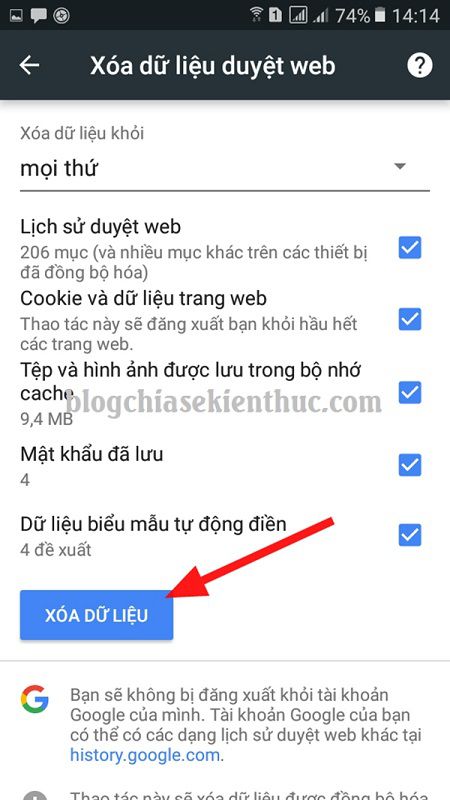 74% 14:14
Xóa dữ liệu duyệt web
Xóa dữ liệu khỏi
mọi thứ
Lịch sử duyệt web
206 mục (và nhiều mục khác trên các thiết bị
đã đồng bộ hóa)
Cookie và dữ liệu trang web
Thao tác này sẽ đăng xuất bạn khỏi hầu hết
các trang web.
Tệp và hình ảnh được lưu trong bộ nhớ
cache
blogchiasekienthuc.com
9,4 MB
Mật khẩu đã lưu
4
Dữ liệu biểu mẫu tự động điền
4 đề xuất
XÓA DỮ LIỆU
Bạn sẽ không bị đăng xuất khỏi tài khoản
Google của mình. Tài khoản Google của bạn
có thể có các dạng lịch sử duyệt web khác tại
history.google.com.
Thao tác này sẽ xóa dữ liệu được đồng bộ hóa